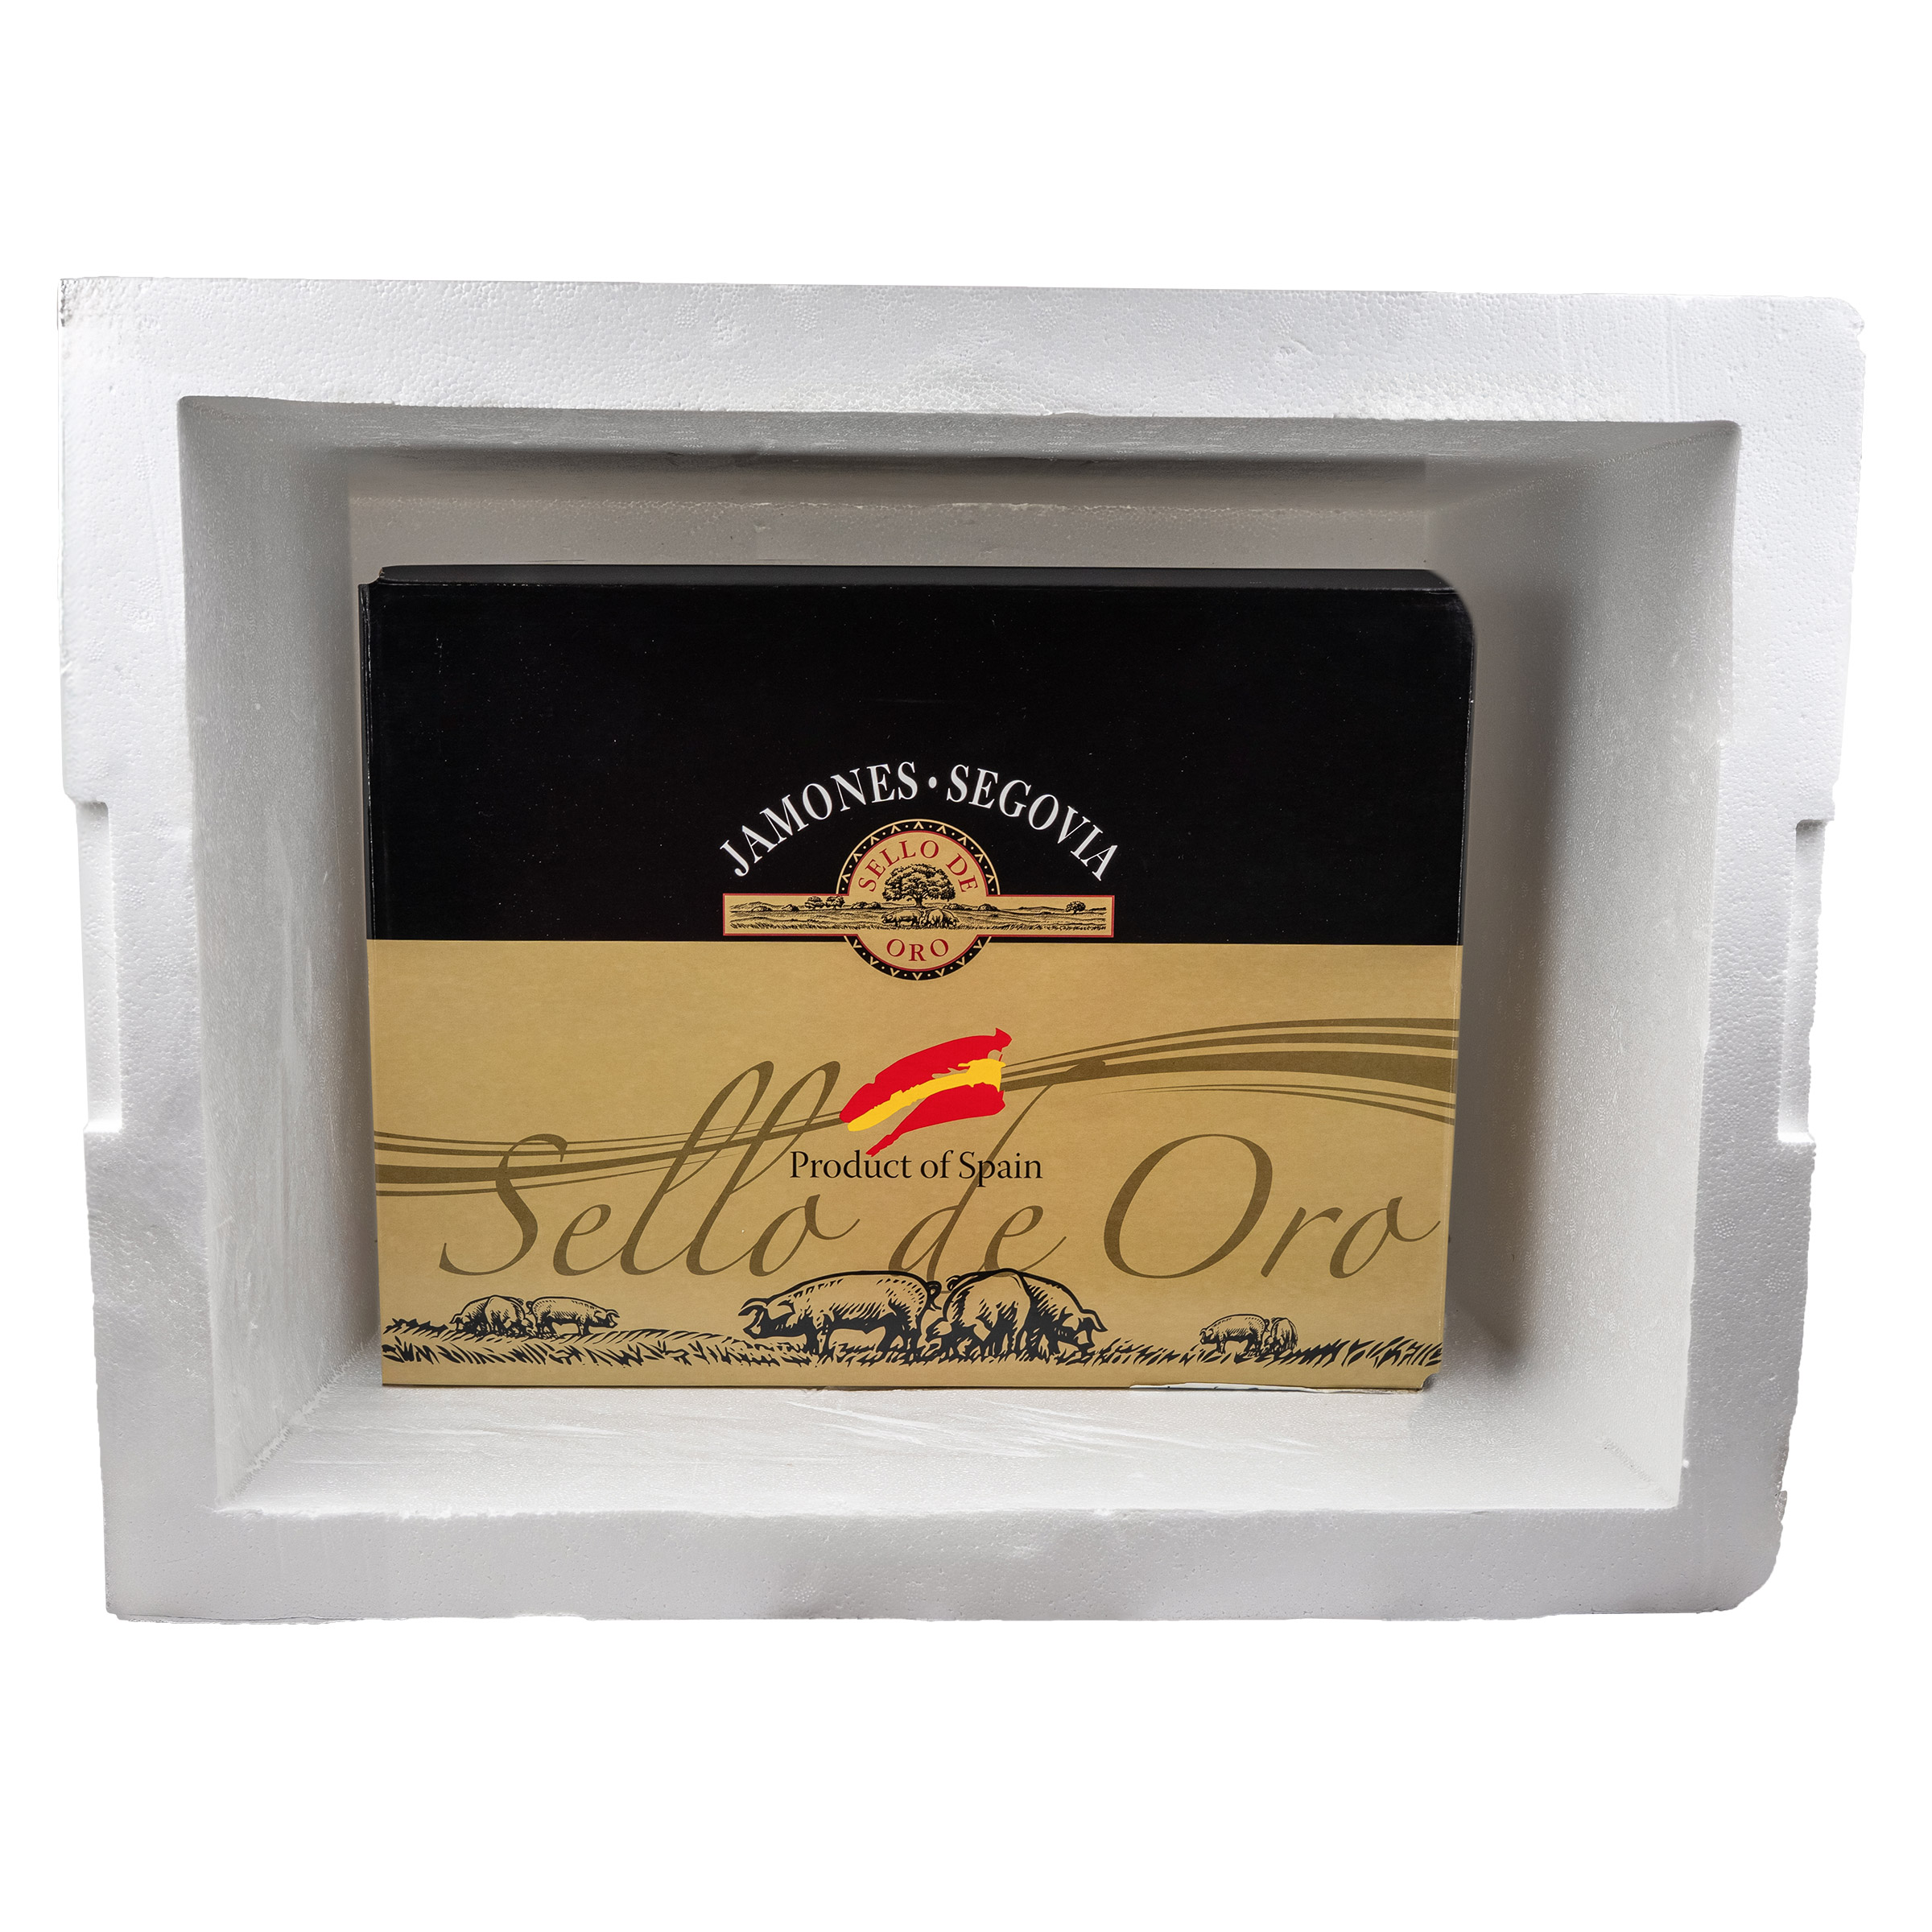 JAMONES · SEGOVIA
SELLO DE
ORO
Product of Spain
Sello de Oro